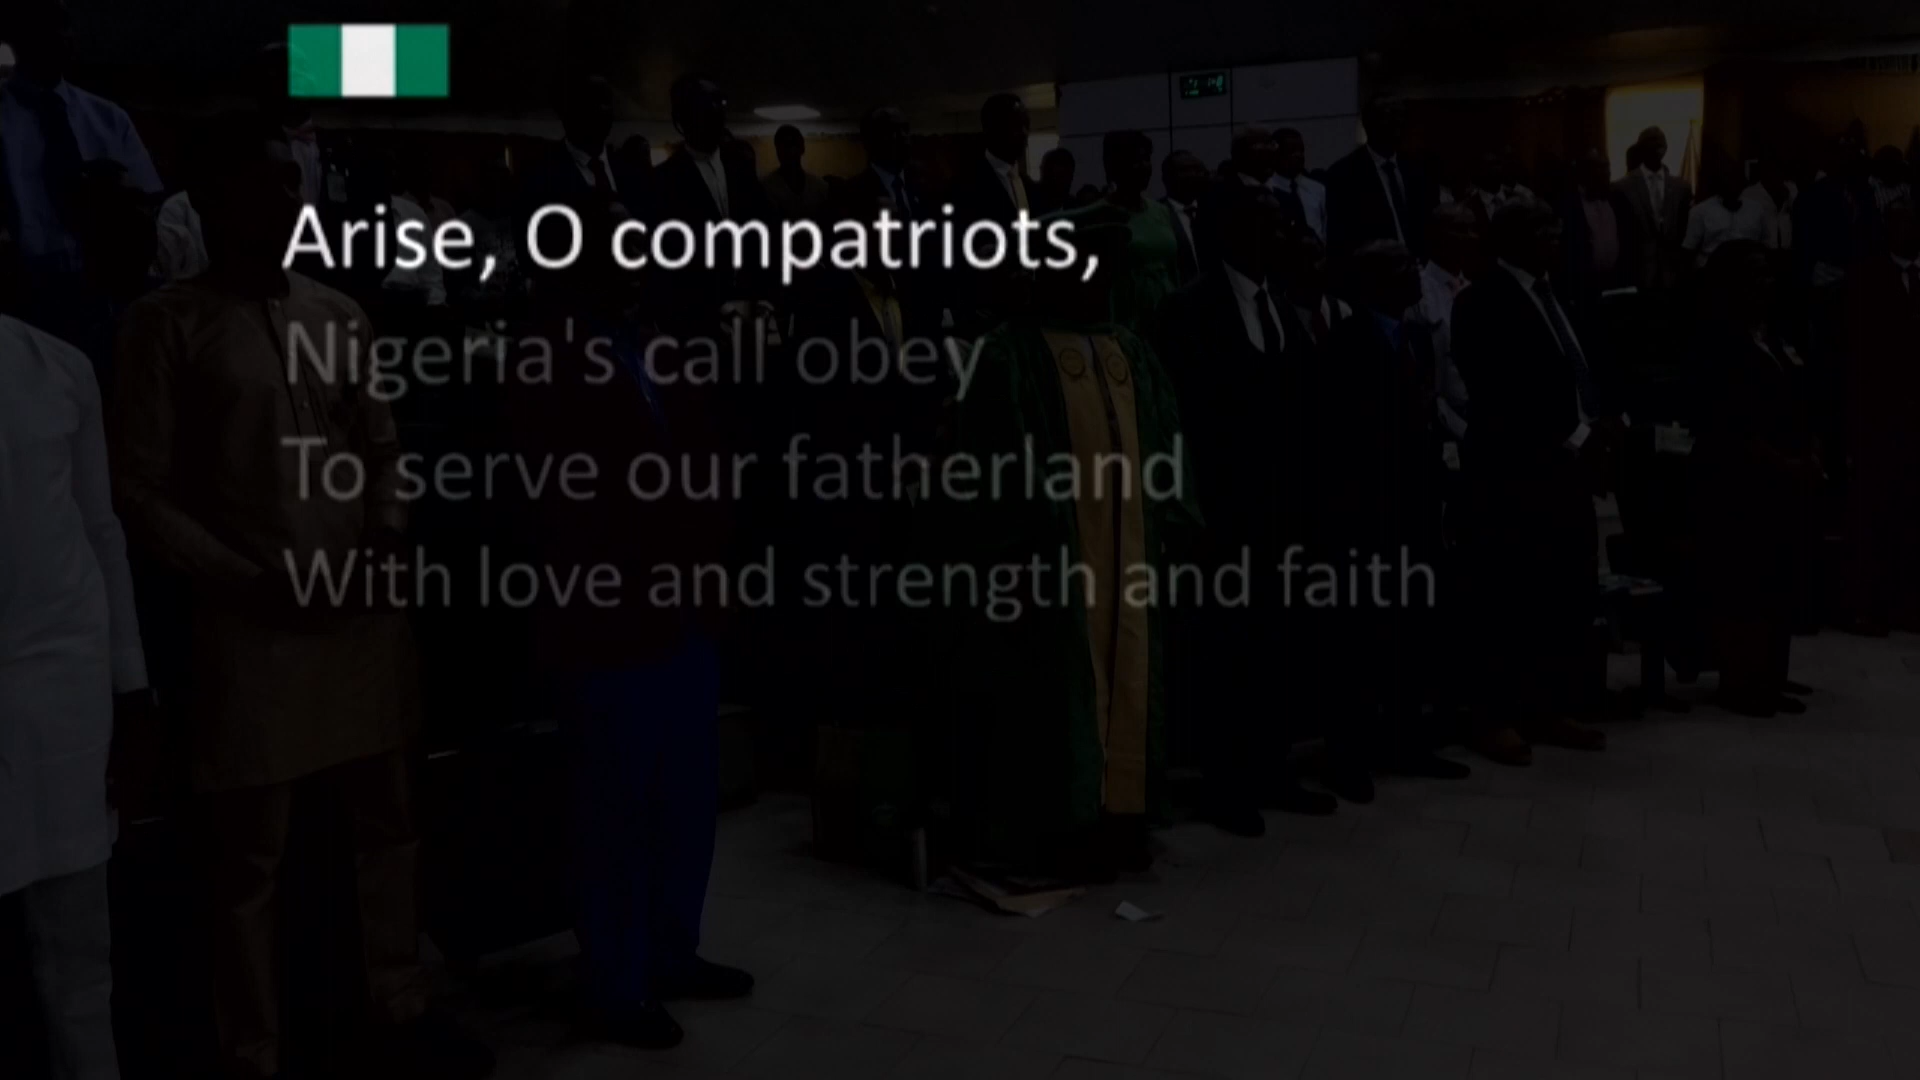 Arise, O compatriots,
Nigeria's call obey
To serve our fatherland
With love and strength and faith